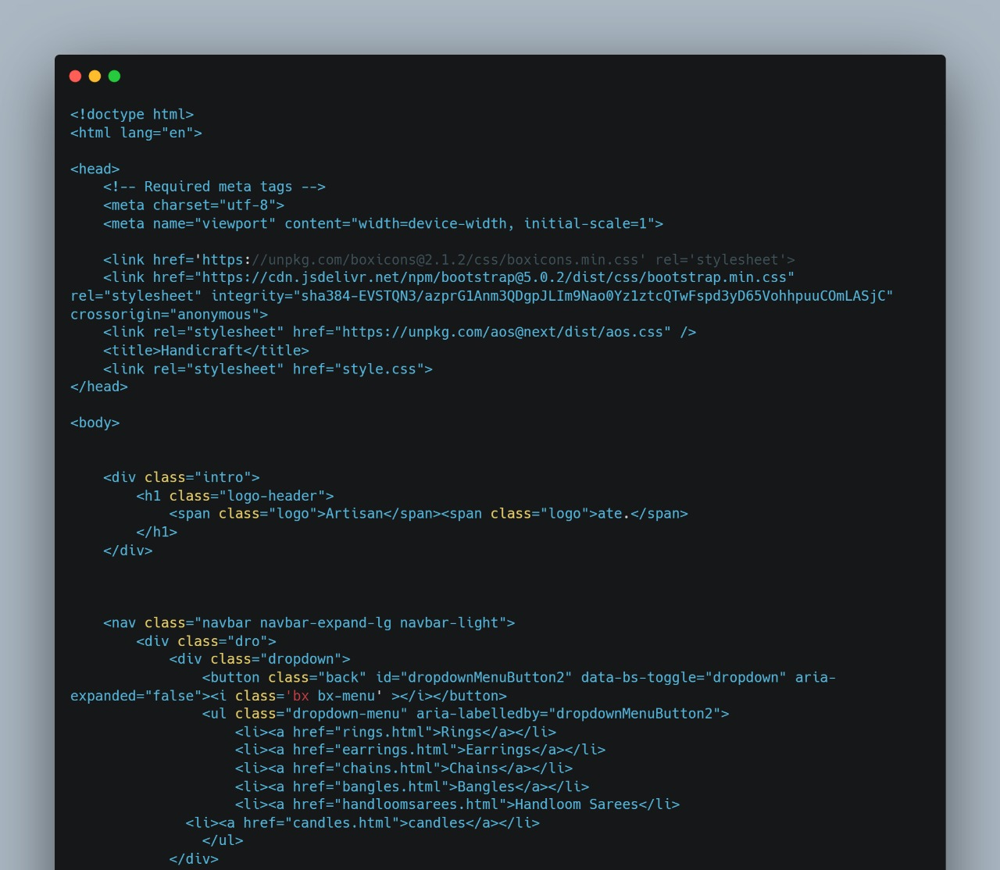 <!doctype html>
<html lang="en">
<head>
<!-- Required meta tags -->
<meta charset="utf-8">
<meta name="viewport" content="width=device-width, initial-scale=1">
<link href='https://unpkg.com/boxicons@2.1.2/css/boxicons.min.css' rel='stylesheet'>
<link href="https://cdn.jsdelivr.net/npm/bootstrap@5.0.2/dist/css/bootstrap.min.css"
rel="stylesheet" integrity="sha384-EVSTQN3/azprG1Anm3QDgpJLIm9Nao0Yz1ztcQTwFspd3yD65VohhpuuCOmLASjC"
crossorigin="anonymous">
<link rel="stylesheet" href="https://unpkg.com/aos@next/dist/aos.css" />
<title>Handicraft</title>
<link rel="stylesheet" href="style.css">
</head>
<body>
<div class="intro">
<h1 class="logo-header">
<span class="logo">Artisan</span><span class="logo">ate.</span>
</h1>
</div>
<nav class="navbar navbar-expand-lg navbar-light">
<div class="dro">
<div class="dropdown">
<button class="back" id="dropdownMenuButton2" data-bs-toggle="dropdown" aria-
expanded="false"><i class='bx bx-menu' ></i></button>
<ul class="dropdown-menu" aria-labelledby="dropdownMenuButton2">
<li><a href="rings.html">Rings</a></li>
<li><a href="earrings.html">Earrings</a></li>
<li><a href="chains.html">Chains</a></li>
<li><a href="bangles.html">Bangles</a></li>
<li><a href="handloomsarees.html">Handloom Sarees</li>
<li><a href="candles.html">candles</a></li>
</ul>
</div>